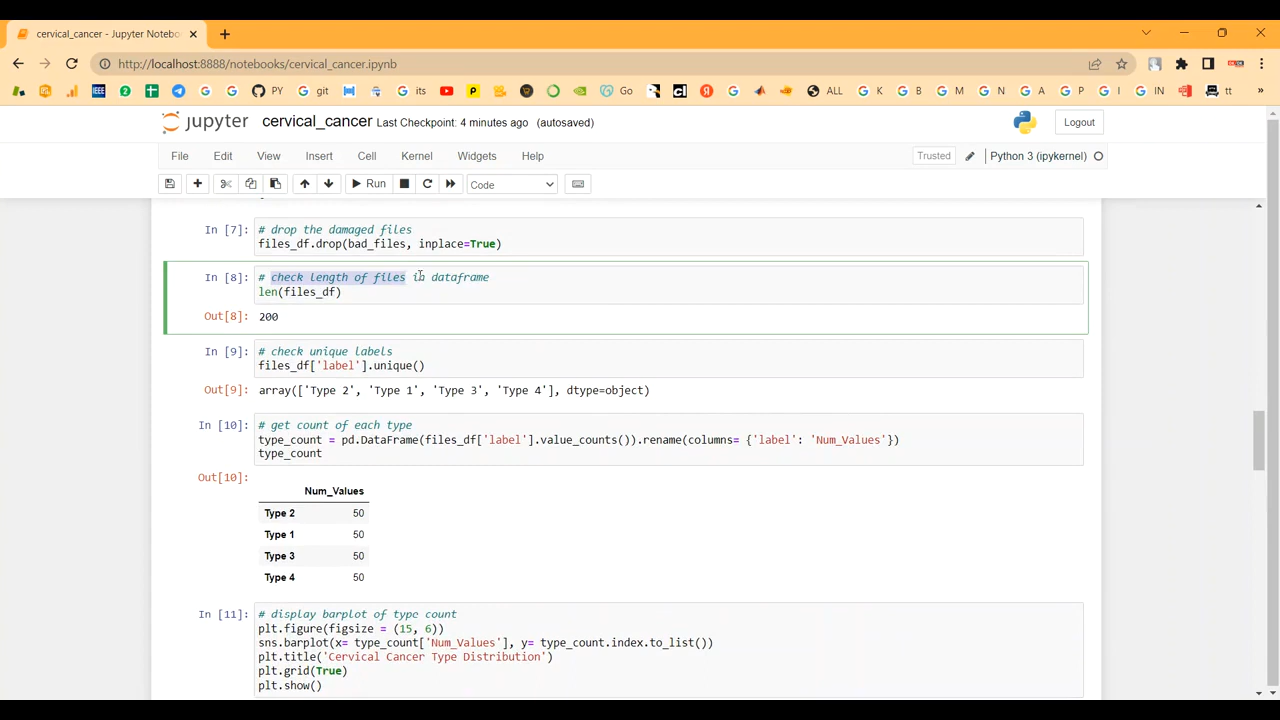 cervical_cancer - Jupyter Notebo
http://localhost:8888/notebooks/cervical_cancer.ipynb
PY
git
its
Go
ALL
K
B
M
N
A
P
I
IN
tt
»
jupyter
cervical_cancer Last Checkpoint: 4 minutes ago (autosaved)
Logout
File Edit View Insert Cell Kernel Widgets Help
Trusted
Python 3 (ipykernel)
Run
Code
In [7]:
# drop the damaged files
files_df.drop(bad_files, inplace=True)
In [8]:
# check length of files in dataframe
len(files_df)
Out[8]: 200
In [9]:
# check unique labels
files_df['label'].unique()
Out[9]: array(['Type 2', 'Type 1', 'Type 3', 'Type 4'], dtype=object)
In [10]:
# get count of each type
type_count = pd.DataFrame(files_df['label'].value_counts()).rename(columns= {'label': 'Num_Values'})
type_count
Out[10]:
Num_Values
Type 2 50
Type 1 50
Type 3 50
Type 4 50
In [11]:
# display barplot of type count
plt.figure(figsize = (15, 6))
sns.barplot(x= type_count['Num_Values'], y= type_count.index.to_list())
plt.title('Cervical Cancer Type Distribution')
plt.grid(True)
plt.show()